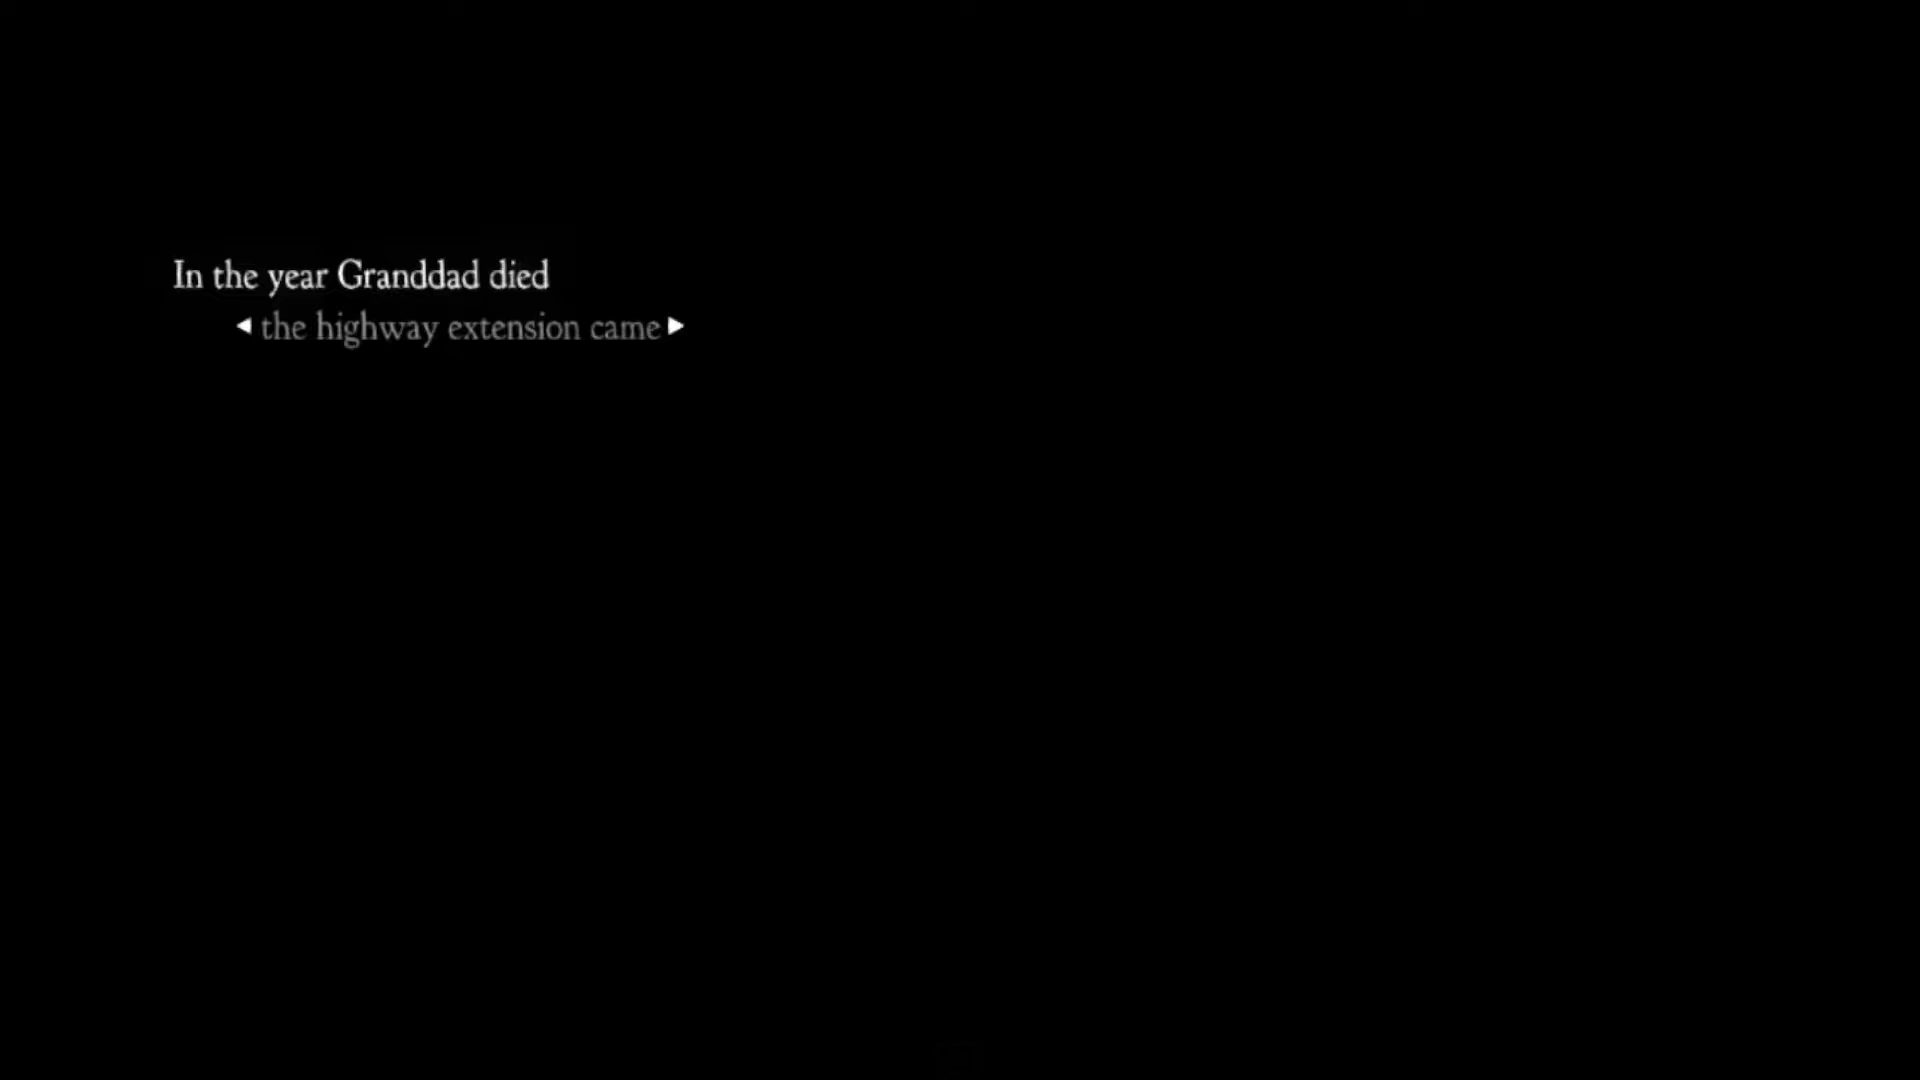 In the year Granddad died
◀ the highway extension came ▶